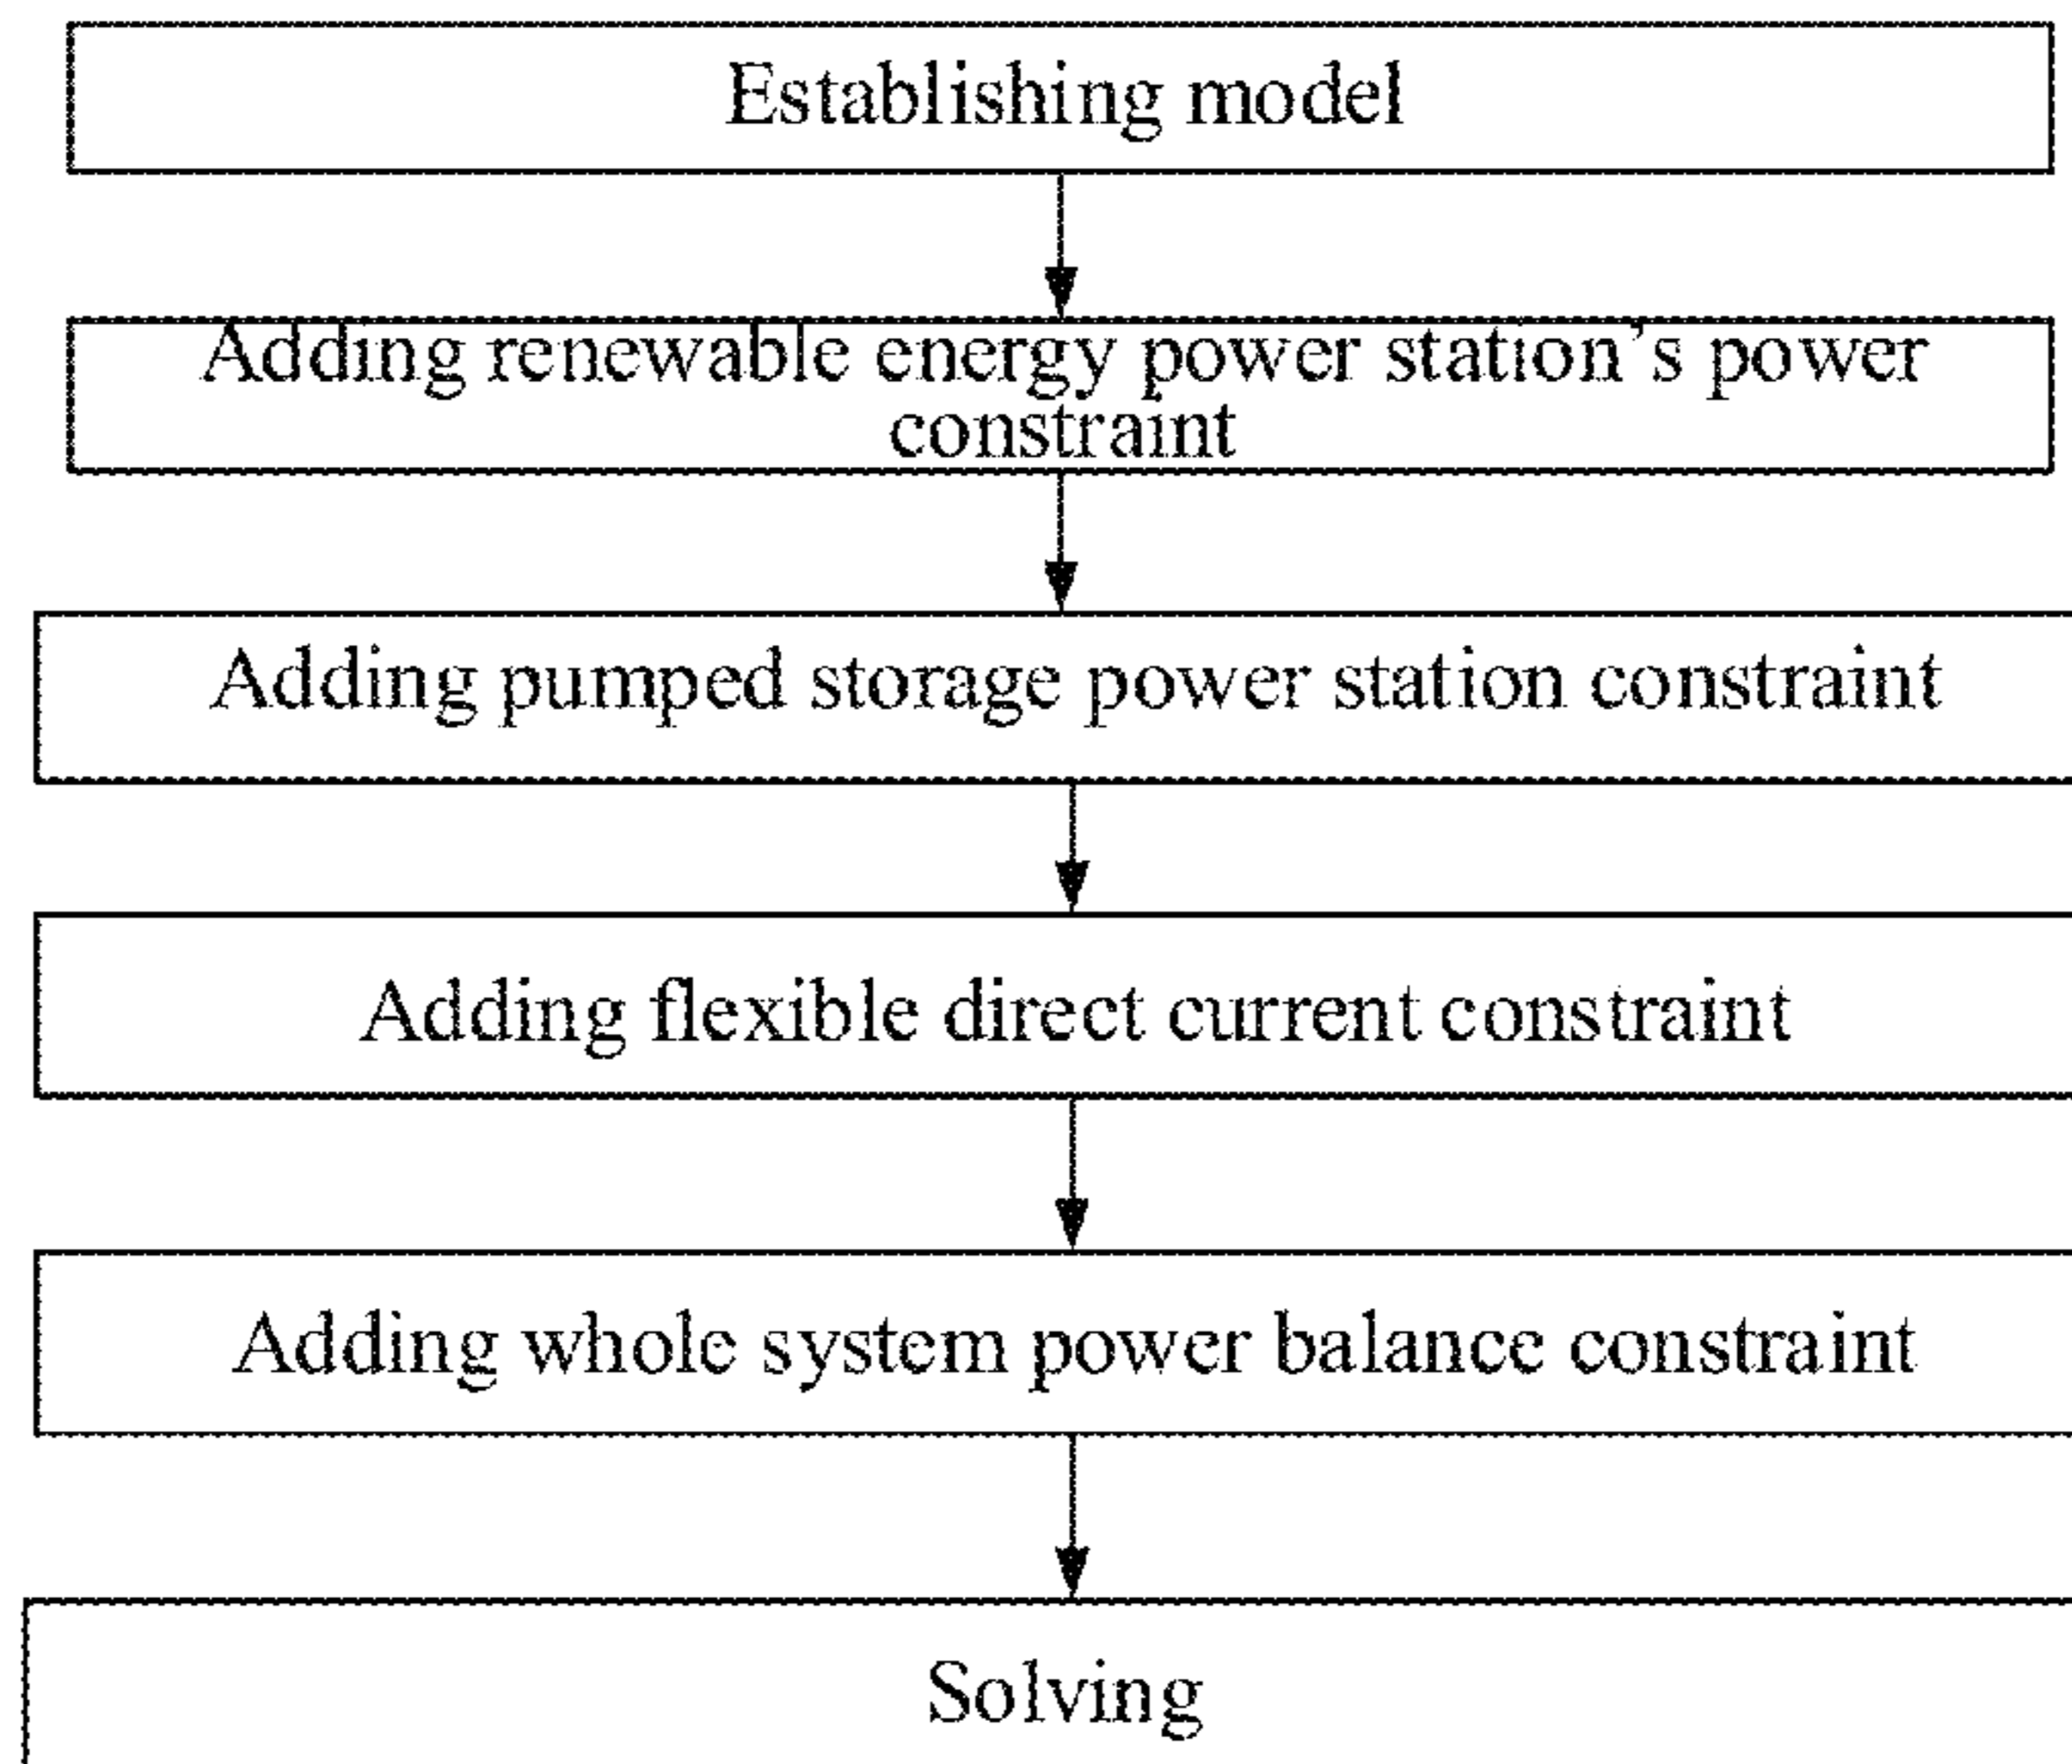 Establishing model
Adding renewable energy power station’s power
constraint
Adding pumped storage power station constraint
Adding flexible direct current constraint
Adding whole system power balance constraint
Solving